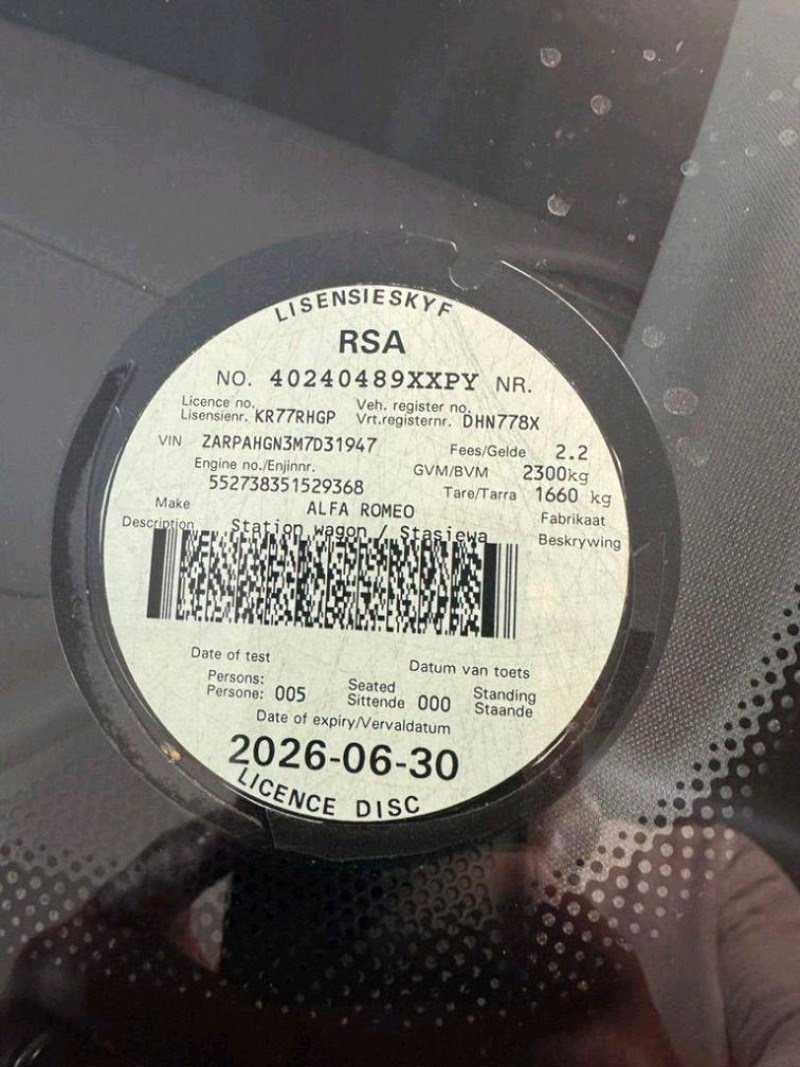 LISENSIESKYF
RSA
NO. 40240489XXPY NR.
Licence no. Veh. register no.
Lisensienr. KR77RHGP Vrt.registernr. DHN778X
VIN ZARPAHGN3M7D31947 Fees/Gelde 2.2
Engine no./Enjinnr. GVM/BVM 2300kg
552738351529368 Tare/Tarra 1660 kg
Make ALFA ROMEO Fabrikaat
Description Station wagon / Stasiewa Beskrywing
Date of test Datum van toets
Persons: Seated Standing
Persone: 005 Sittende 000 Staande
Date of expiry/Vervaldatum
2026-06-30
LICENCE DISC